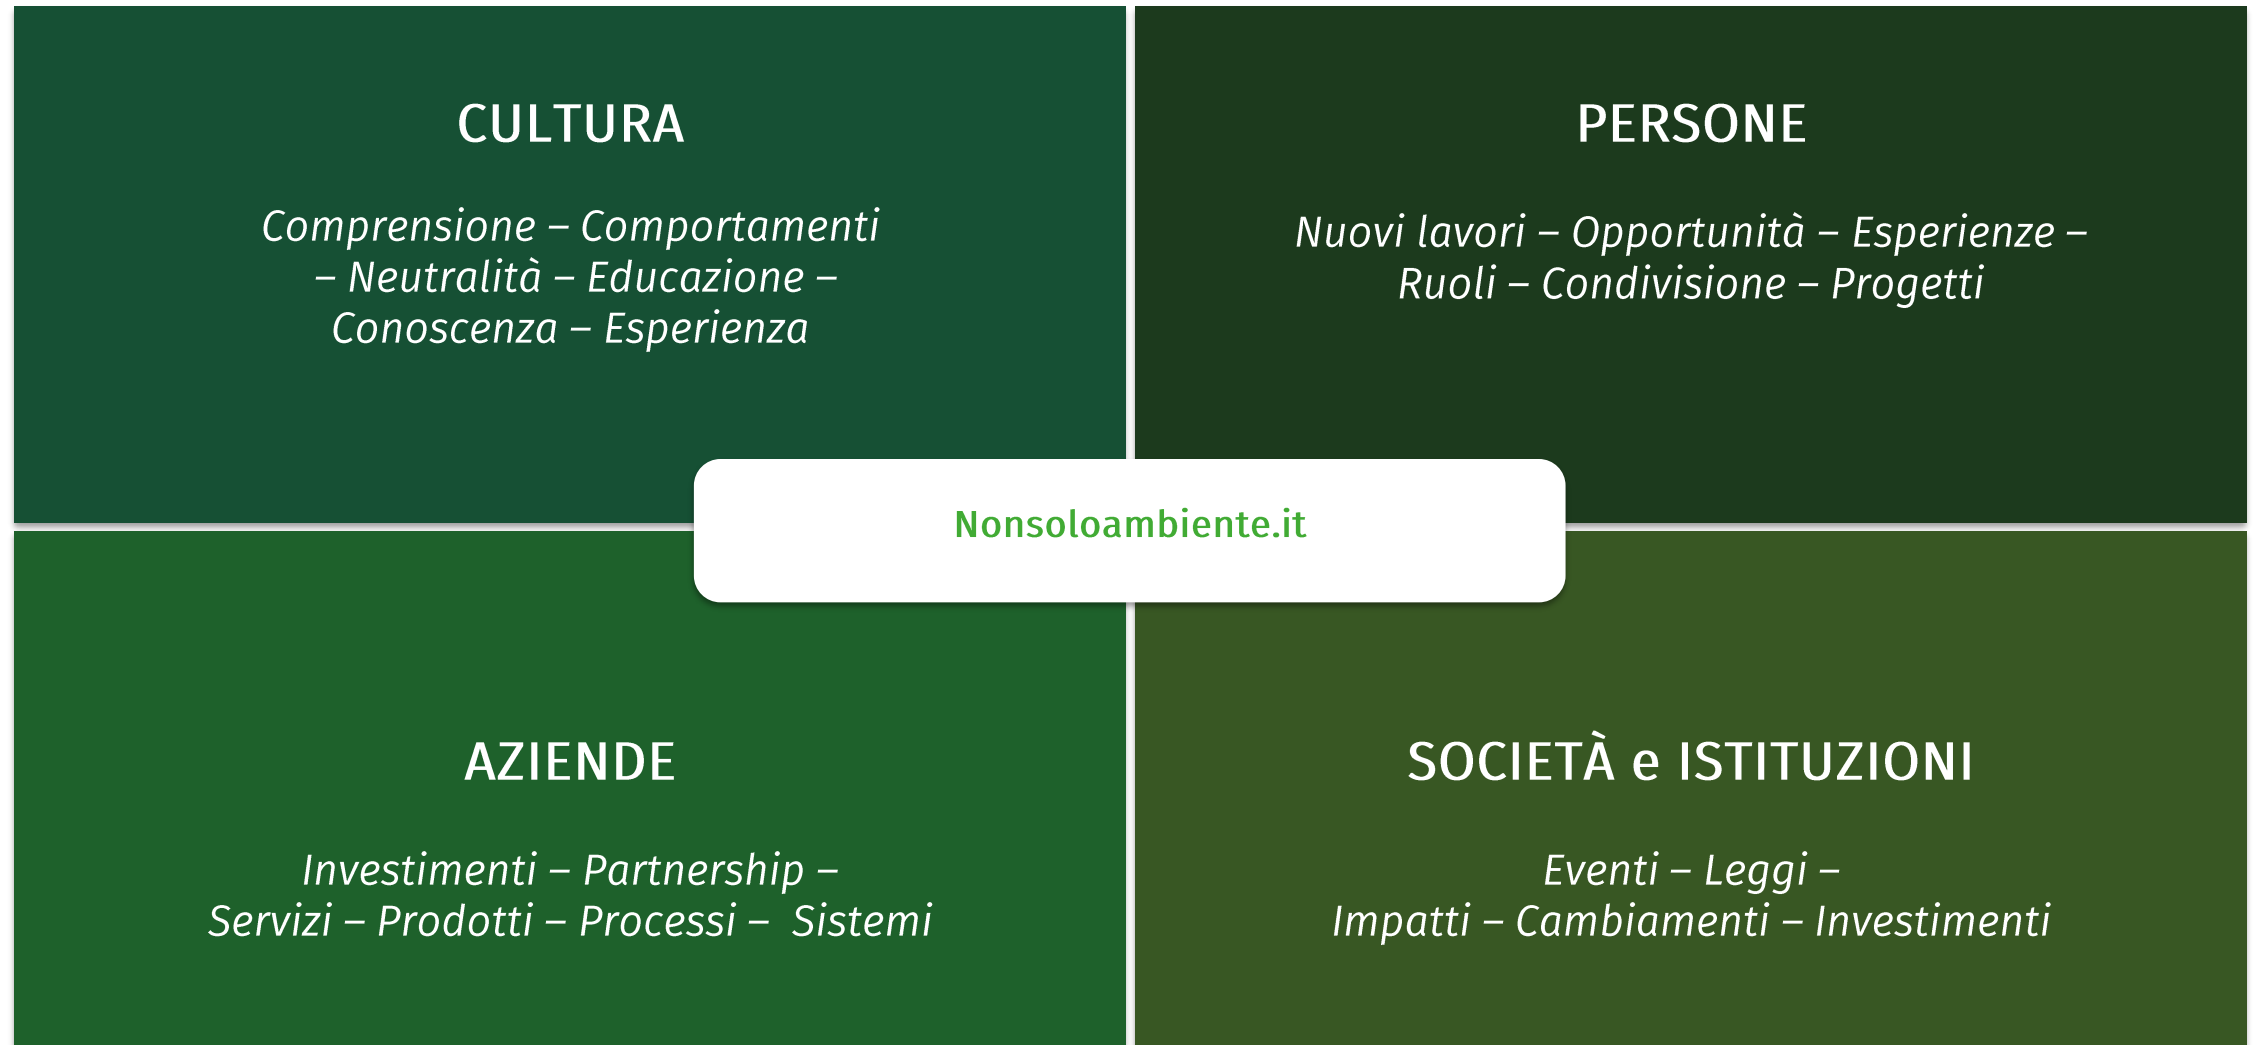 CULTURA
Comprensione – Comportamenti
– Neutralità – Educazione –
Conoscenza – Esperienza
PERSONE
Nuovi lavori – Opportunità – Esperienze –
Ruoli – Condivisione – Progetti
Nonsoloambiente.it
AZIENDE
Investimenti – Partnership –
Servizi – Prodotti – Processi – Sistemi
SOCIETÀ e ISTITUZIONI
Eventi – Leggi –
Impatti – Cambiamenti – Investimenti